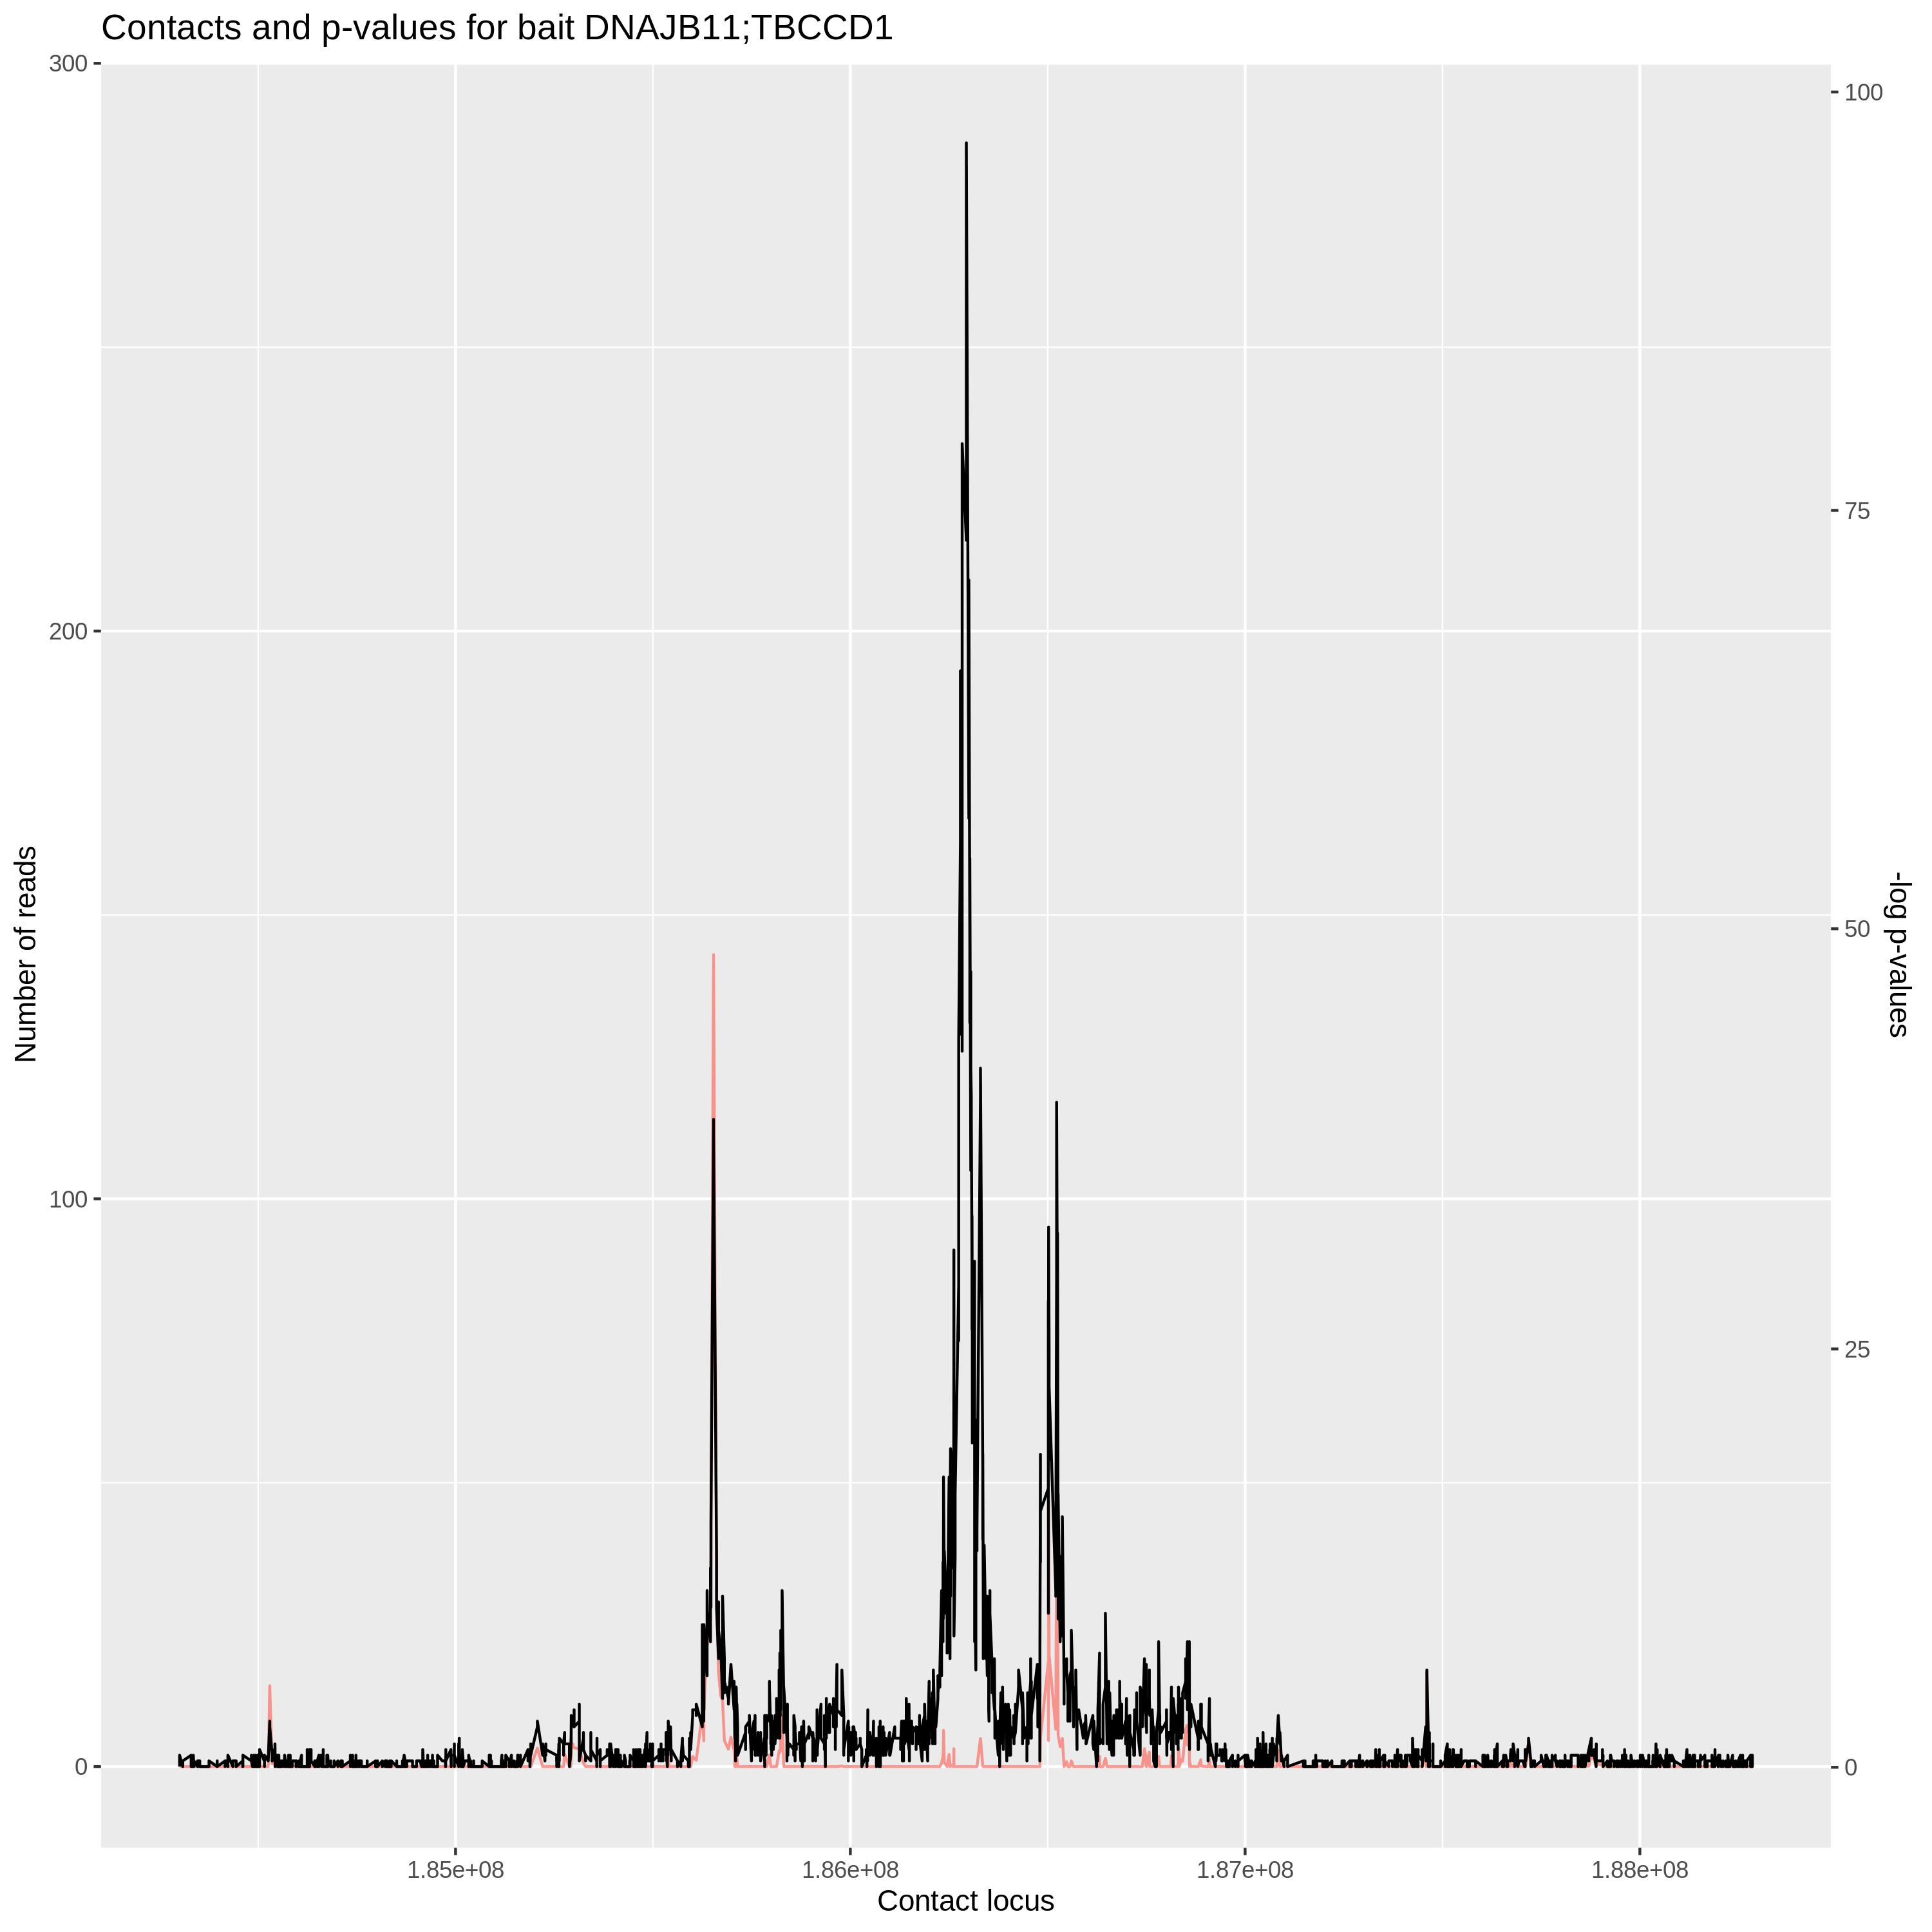 Contacts and p-values for bait DNAJB11;TBCCD1
300
200
100
0
Number of reads
100
75
50
25
0
-log p-values
1.85e+08
1.86e+08
1.87e+08
1.88e+08
Contact locus